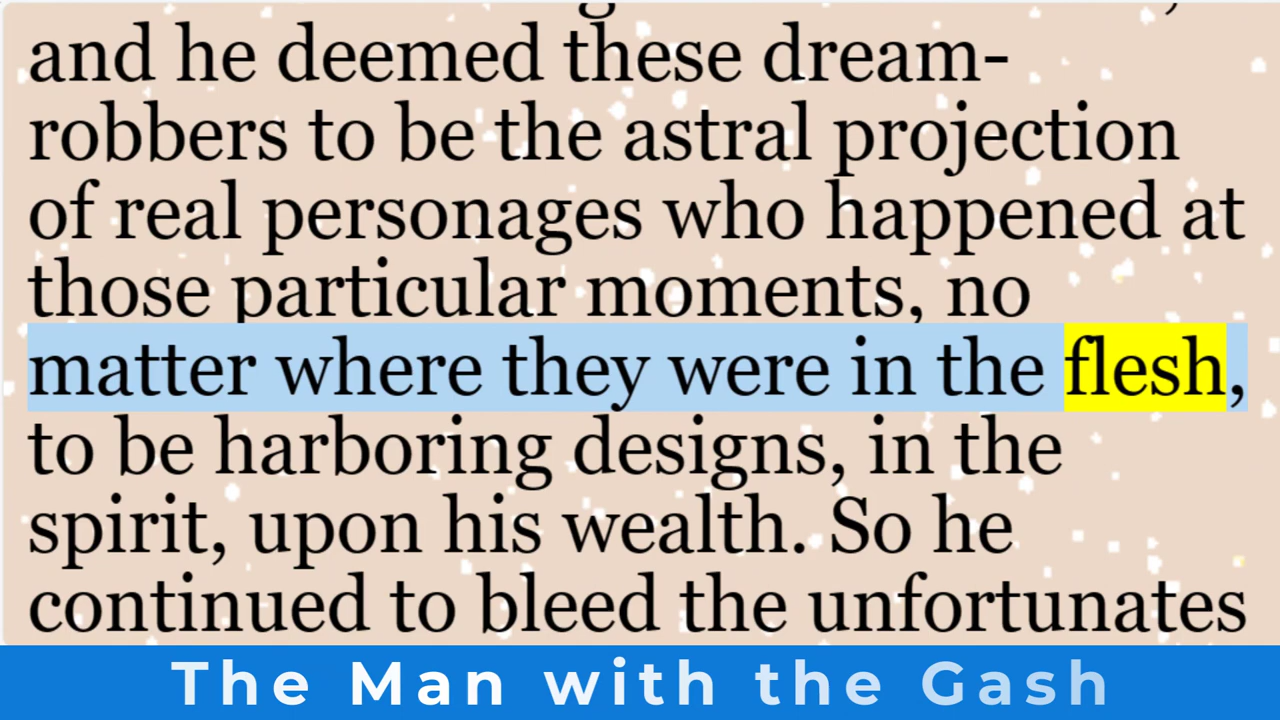 and he deemed these dream-
robbers to be the astral projection
of real personages who happened at
those particular moments, no
matter where they were in the flesh,
to be harboring designs, in the
spirit, upon his wealth. So he
continued to bleed the unfortunates
The Man with the Gash